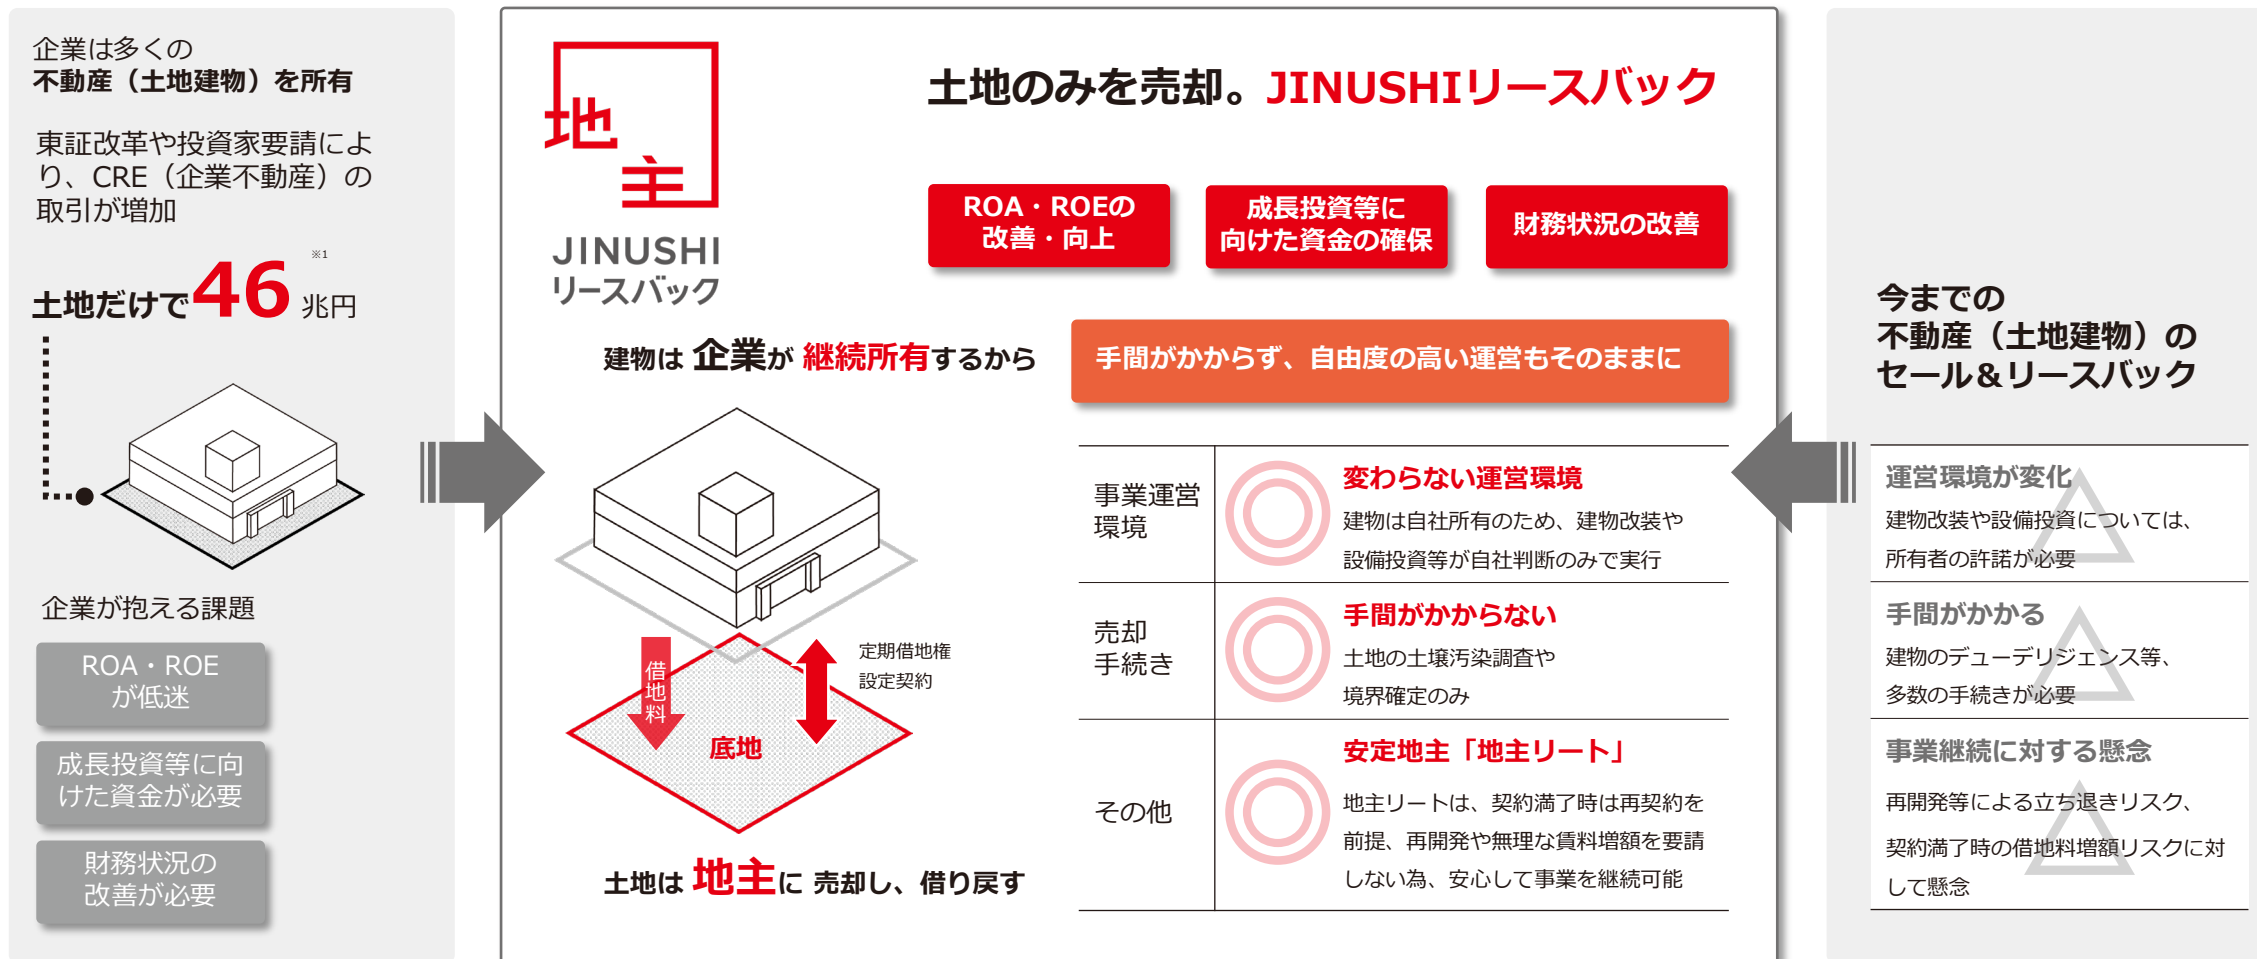 企業は多くの
不動産（土地建物）を所有
東証改革や投資家要請によ
り、CRE（企業不動産）の
取引が増加
※1
土地だけで46兆円
企業が抱える課題
ROA・ROE
が低迷
成長投資等に向
けた資金が必要
財務状況の
改善が必要
地主
JINUSHI
リースバック
土地のみを売却。JINUSHIリースバック
ROA・ROEの
改善・向上
成長投資等に
向けた資金の確保
財務状況の改善
建物は 企業が 継続所有するから
手間がかからず、自由度の高い運営もそのままに
借地料
定期借地権
設定契約
底地
土地は 地主に 売却し、借り戻す
事業運営
環境
変わらない運営環境
建物は自社所有のため、建物改装や
設備投資等が自社判断のみで実行
売却
手続き
手間がかからない
土地の土壌汚染調査や
境界確定のみ
その他
安定地主「地主リート」
地主リートは、契約満了時は再契約を
前提、再開発や無理な賃料増額を要請
しない為、安心して事業を継続可能
今までの
不動産（土地建物）の
セール＆リースバック
運営環境が変化
建物改装や設備投資については、
所有者の許諾が必要
手間がかかる
建物のデューデリジェンス等、
多数の手続きが必要
事業継続に対する懸念
再開発等による立ち退きリスク、
契約満了時の借地料増額リスクに対
して懸念